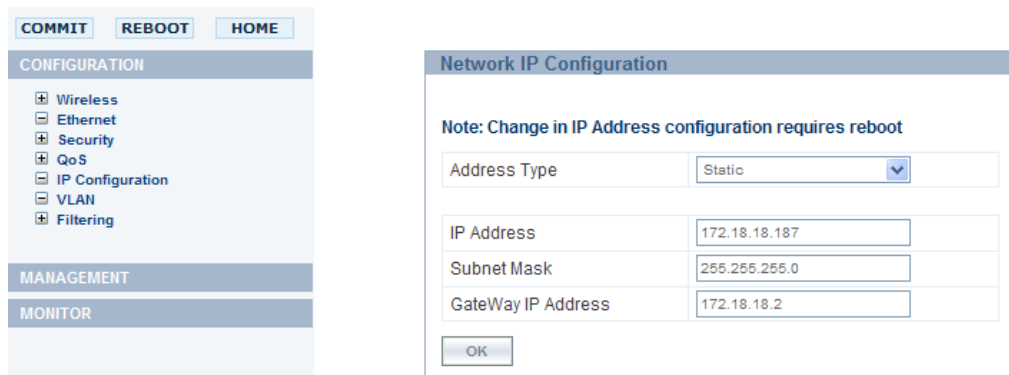 COMMIT REBOOT HOME
CONFIGURATION
Wireless
Ethernet
Security
QoS
IP Configuration
VLAN
Filtering
MANAGEMENT
MONITOR
Network IP Configuration
Note: Change in IP Address configuration requires reboot
Address Type Static
IP Address 172.18.18.187
Subnet Mask 255.255.255.0
GateWay IP Address 172.18.18.2
OK